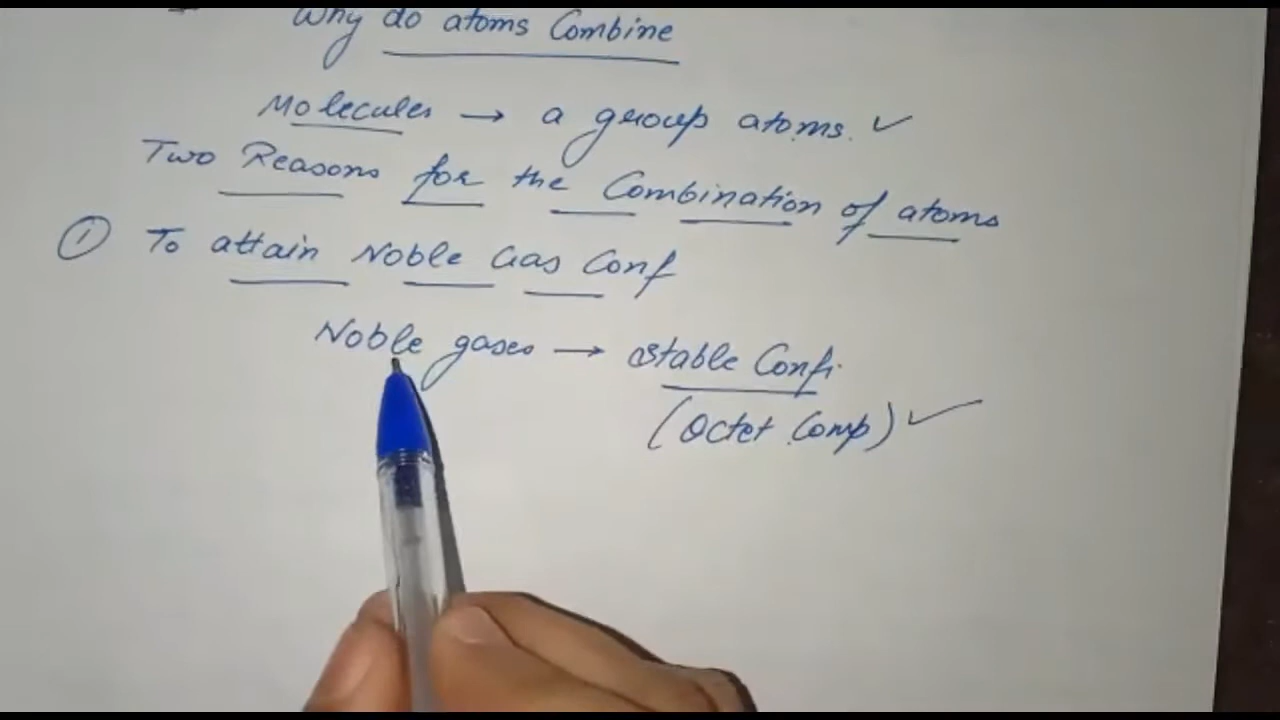 Why do atoms Combine
Molecules → a group atoms. ✓
Two Reasons for the Combination of atoms
① To attain Noble Gas Conf
Noble gases → stable Confi.
(Octet Comp) ✓